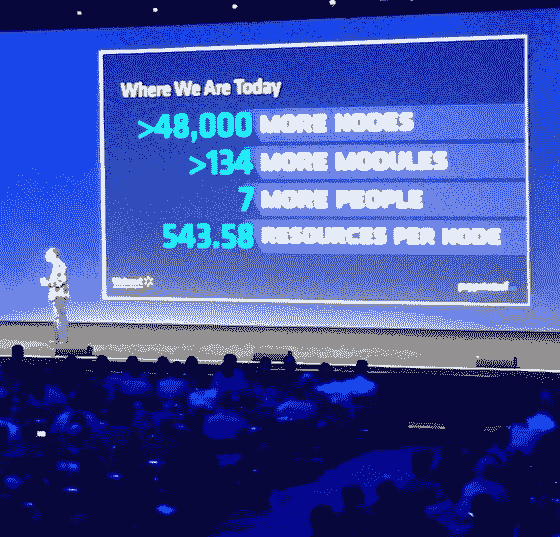 Where We Are Today
>48,000 MORE NODES
>134 MORE MODULES
7 MORE PEOPLE
543.58 RESOURCES PER NODE